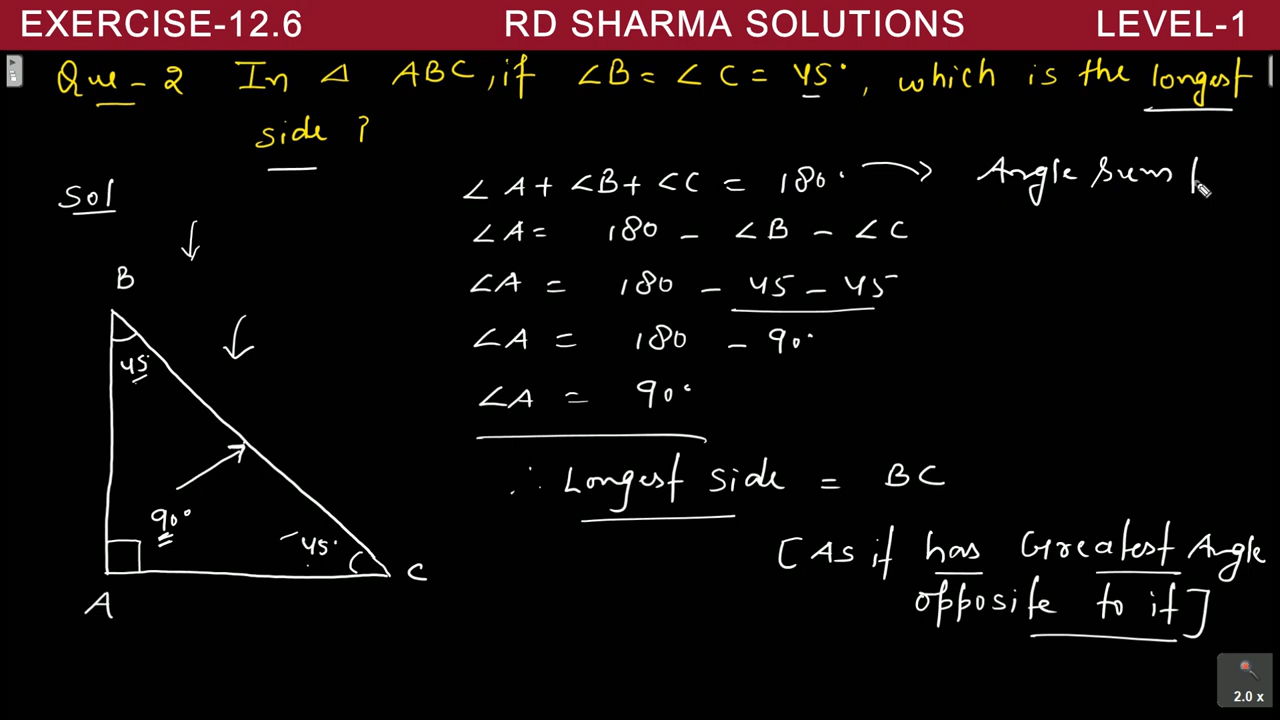 EXERCISE-12.6 RD SHARMA SOLUTIONS LEVEL-1
Que - 2 In △ ABC, if ∠B = ∠C = 45°, which is the longest
side ?
Sol
∠A + ∠B + ∠C = 180° → Angle Sum
∠A = 180 - ∠B - ∠C
∠A = 180 - 45 - 45
∠A = 180 - 90°
∠A = 90°
∴ Longest side = BC
[As it has Greatest Angle
opposite to it]
B
45°
90°
45°
A
C
2.0 x